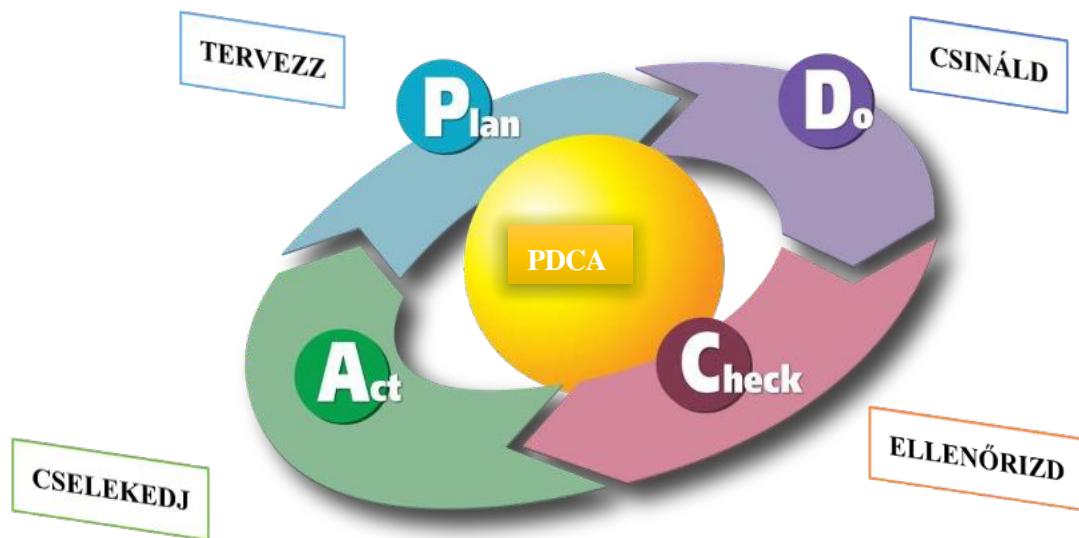 TERVEZZ
Plan
Do
CSINÁLD
PDCA
Act
Check
CSELEKEDJ
ELLENŐRIZD